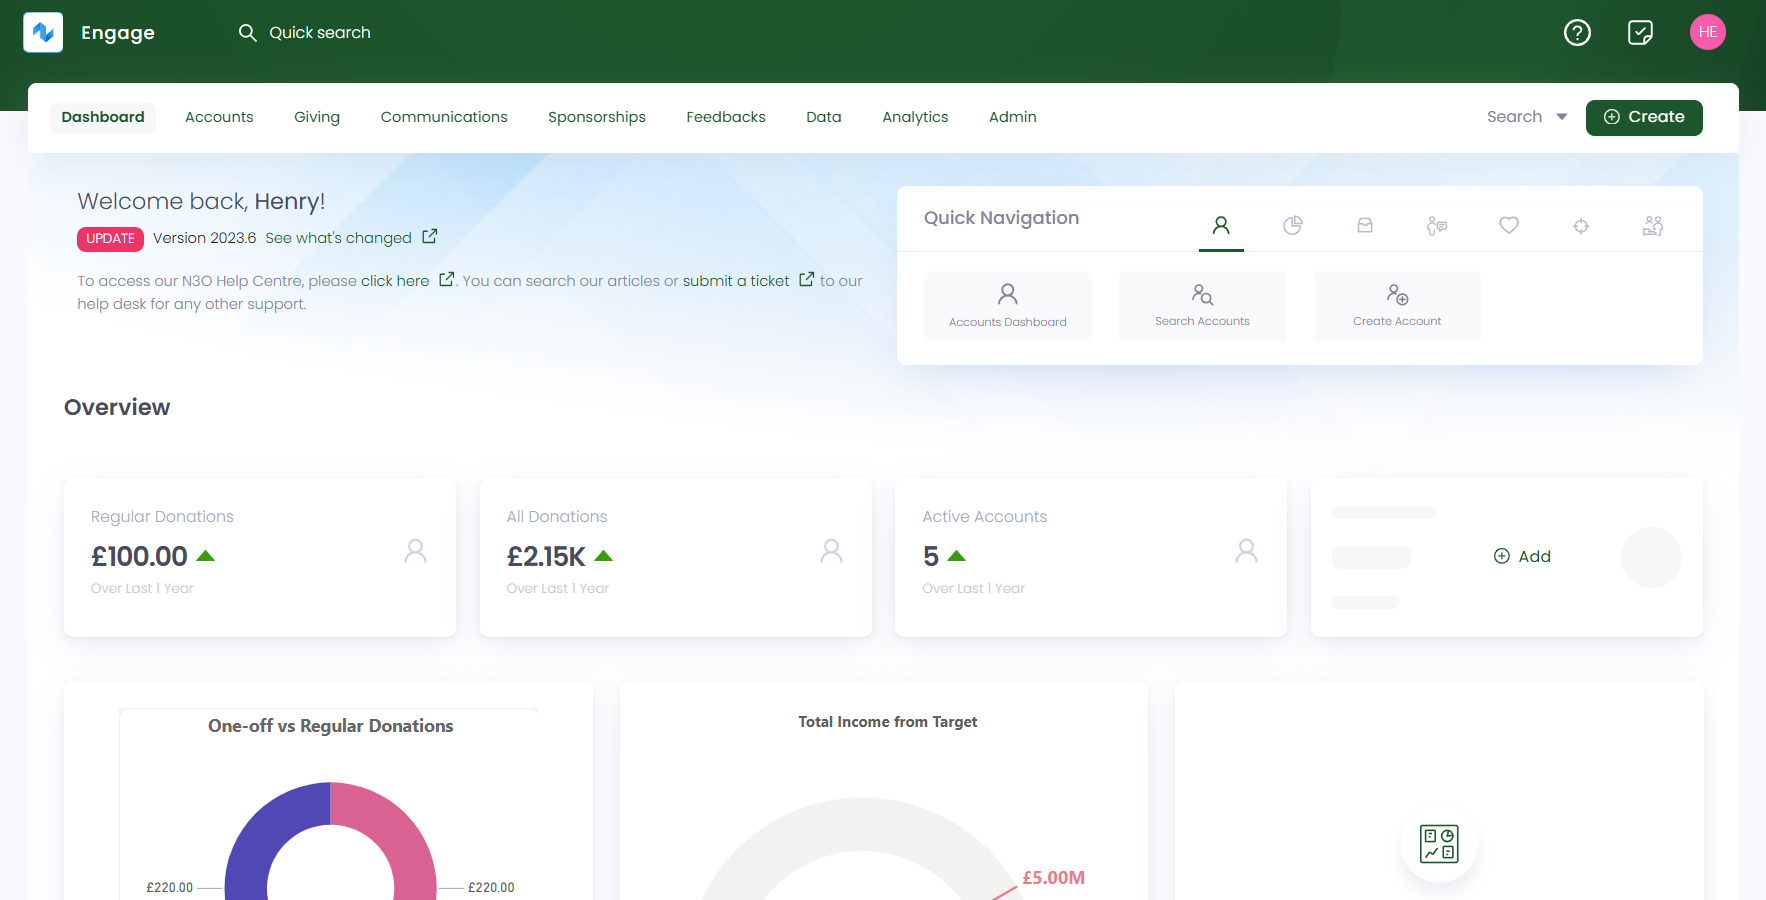 Engage
Quick search
HE
Dashboard Accounts Giving Communications Sponsorships Feedbacks Data Analytics Admin
Search
Create
Welcome back, Henry!
UPDATE Version 2023.6 See what's changed
To access our N3O Help Centre, please click here . You can search our articles or submit a ticket to our
help desk for any other support.
Quick Navigation
Accounts Dashboard
Search Accounts
Create Account
Overview
Regular Donations
£100.00
Over Last 1 Year
All Donations
£2.15K
Over Last 1 Year
Active Accounts
5
Over Last 1 Year
Add
One-off vs Regular Donations
£220.00
£220.00
Total Income from Target
£5.00M